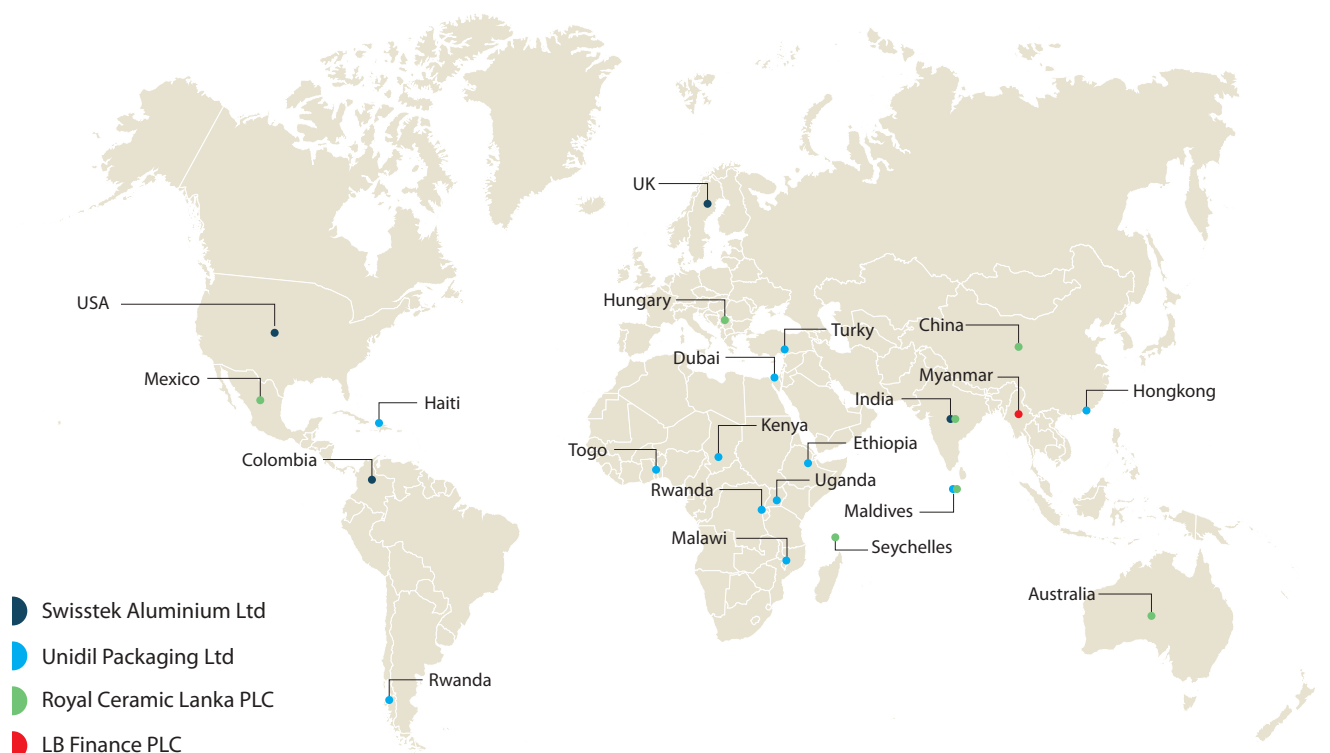 UK
Hungary
USA
Turky
China
Dubai
Myanmar
Mexico
Hongkong
India
Haiti
Kenya
Ethiopia
Togo
Colombia
Uganda
Rwanda
Maldives
Malawi
Seychelles
Australia
Swisstek Aluminium Ltd
Unidil Packaging Ltd
Rwanda
Royal Ceramic Lanka PLC
LB Finance PLC